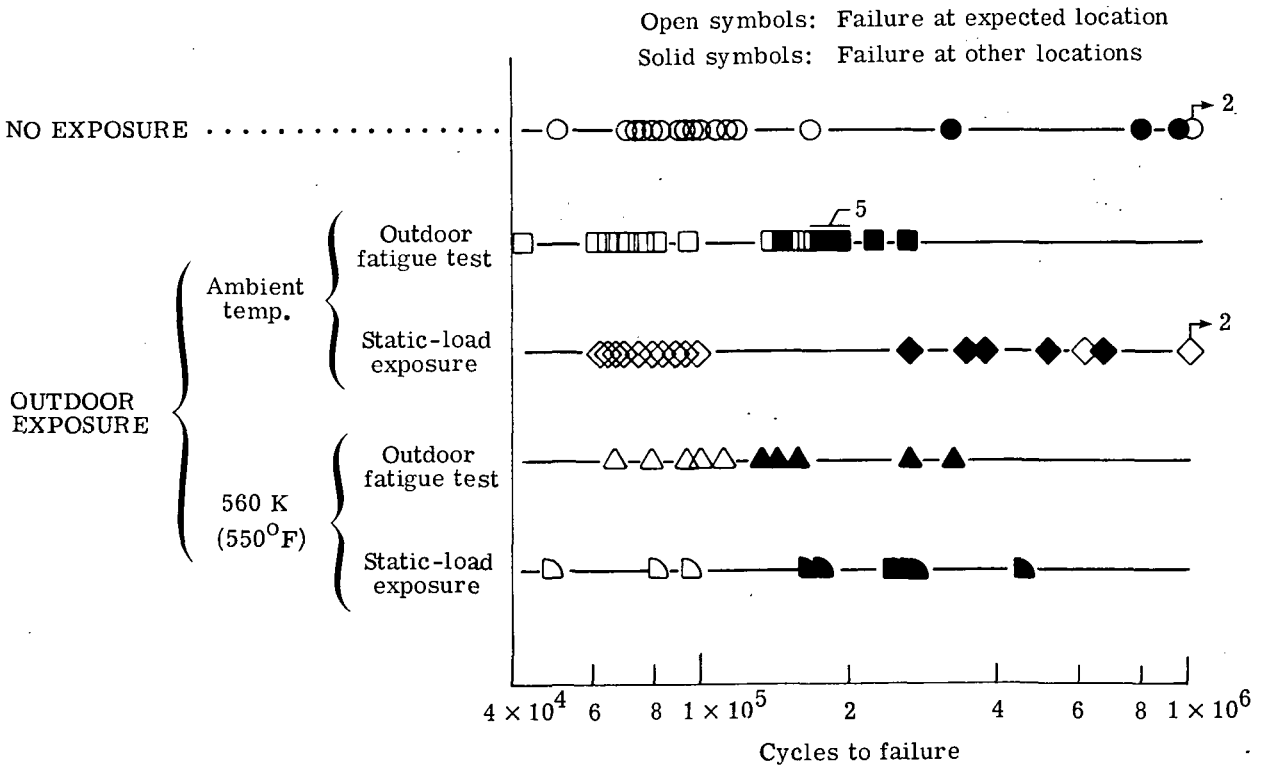 Open symbols: Failure at expected location
Solid symbols: Failure at other locations
NO EXPOSURE
2
OUTDOOR
EXPOSURE
Ambient
temp.
Outdoor
fatigue test
5
Static-load
exposure
2
560 K
(550°F)
Outdoor
fatigue test
Static-load
exposure
4 × 10⁴ 6 8 1 × 10⁵ 2 4 6 8 1 × 10⁶
Cycles to failure